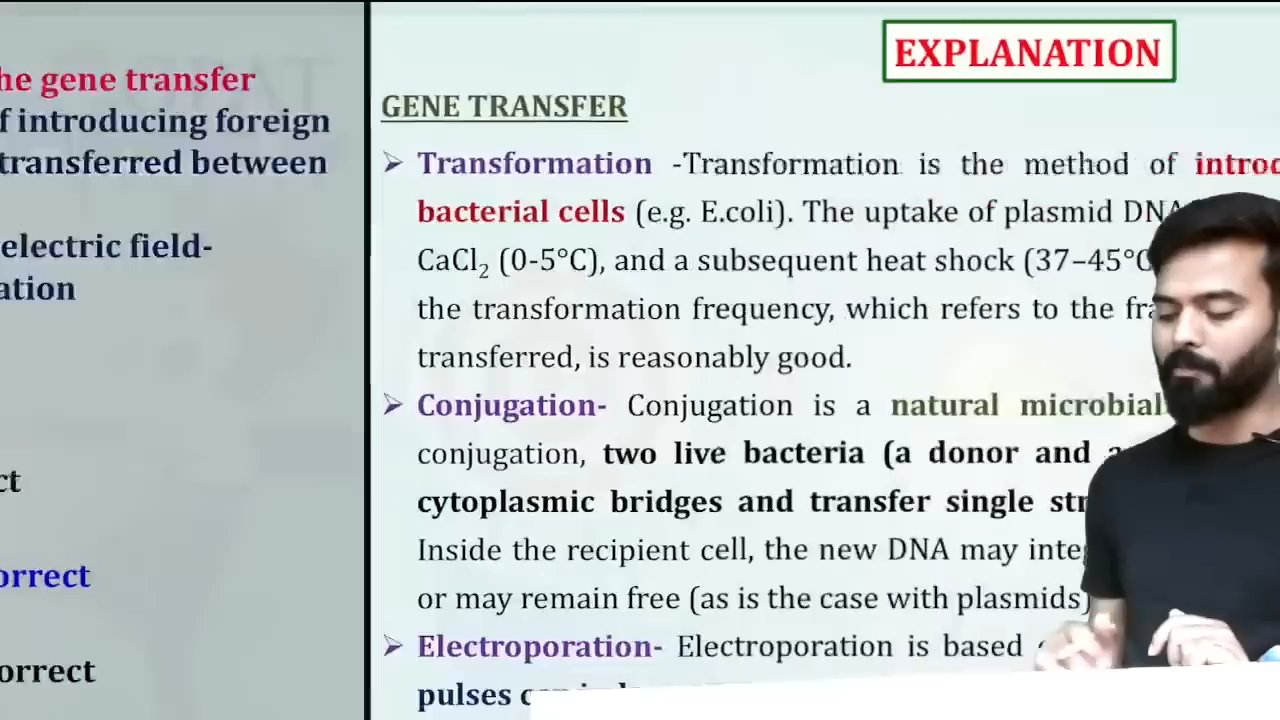 he gene transfer
f introducing foreign
transferred between
electric field-
ation
ct
orrect
orrect
EXPLANATION
GENE TRANSFER
➢ Transformation -Transformation is the method of introd
bacterial cells (e.g. E.coli). The uptake of plasmid DNA
CaCl₂ (0-5°C), and a subsequent heat shock (37–45°C
the transformation frequency, which refers to the fra
transferred, is reasonably good.
➢ Conjugation- Conjugation is a natural microbial
conjugation, two live bacteria (a donor and a
cytoplasmic bridges and transfer single str
Inside the recipient cell, the new DNA may inte
or may remain free (as is the case with plasmids)
➢ Electroporation- Electroporation is based
pulses